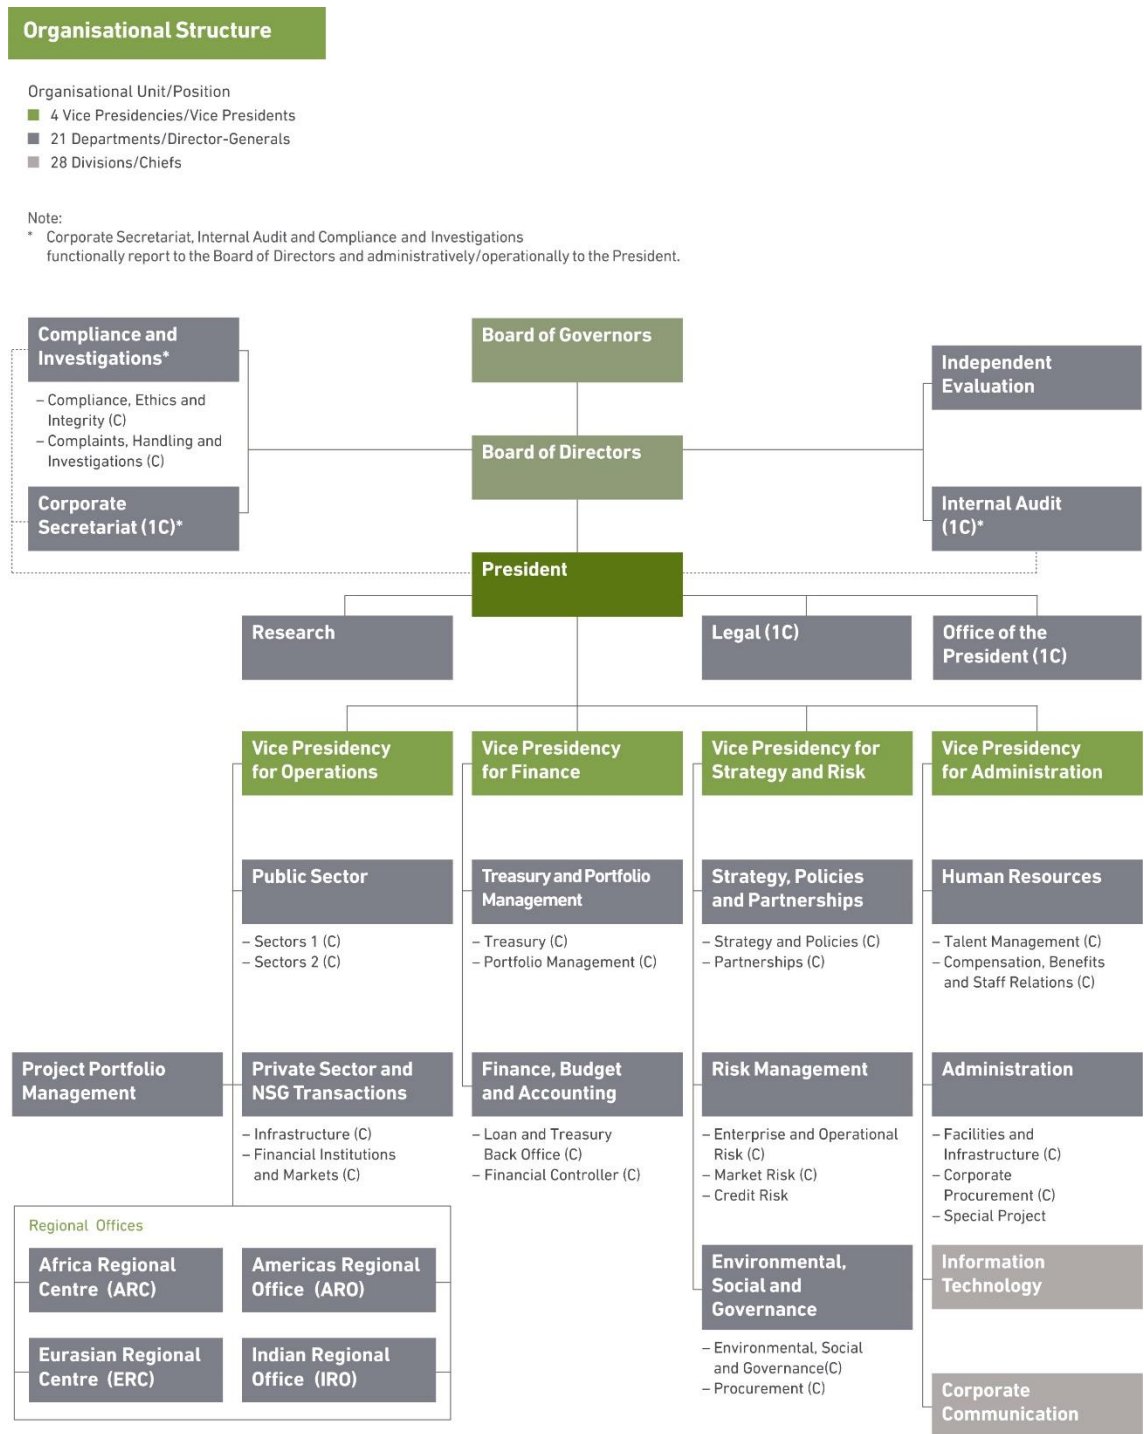 Organisational Structure
Organisational Unit/Position
4 Vice Presidencies/Vice Presidents
21 Departments/Director-Generals
28 Divisions/Chiefs
Note:
* Corporate Secretariat, Internal Audit and Compliance and Investigations
functionally report to the Board of Directors and administratively/operationally to the President.
Compliance and
Investigations*
– Compliance, Ethics and
Integrity (C)
– Complaints, Handling and
Investigations (C)
Corporate
Secretariat (1C)*
Board of Governors
Board of Directors
President
Independent
Evaluation
Internal Audit
(1C)*
Research
Legal (1C)
Office of the
President (1C)
Vice Presidency
for Operations
Public Sector
– Sectors 1 (C)
– Sectors 2 (C)
Project Portfolio
Management
Private Sector and
NSG Transactions
– Infrastructure (C)
– Financial Institutions
and Markets (C)
Regional Offices
Africa Regional
Centre (ARC)
Americas Regional
Office (ARO)
Eurasian Regional
Centre (ERC)
Indian Regional
Office (IRO)
Vice Presidency
for Finance
Treasury and Portfolio
Management
– Treasury (C)
– Portfolio Management (C)
Finance, Budget
and Accounting
– Loan and Treasury
Back Office (C)
– Financial Controller (C)
Vice Presidency for
Strategy and Risk
Strategy, Policies
and Partnerships
– Strategy and Policies (C)
– Partnerships (C)
Risk Management
– Enterprise and Operational
Risk (C)
– Market Risk (C)
– Credit Risk
Environmental,
Social and
Governance
– Environmental, Social
and Governance(C)
– Procurement (C)
Vice Presidency
for Administration
Human Resources
– Talent Management (C)
– Compensation, Benefits
and Staff Relations (C)
Administration
– Facilities and
Infrastructure (C)
– Corporate
Procurement (C)
– Special Project
Information
Technology
Corporate
Communication